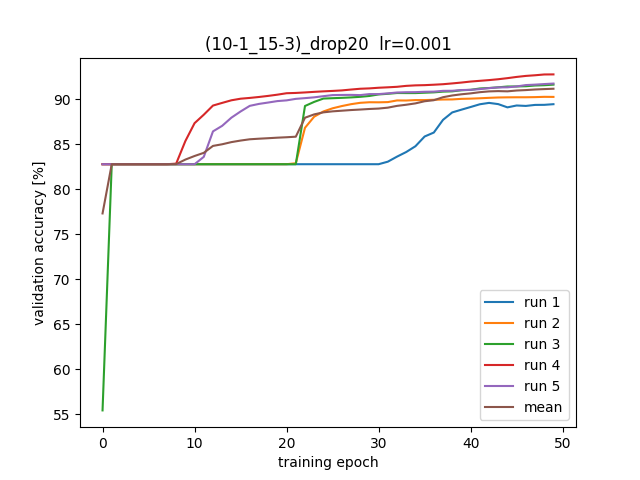 (10-1_15-3)_drop20  lr=0.001
validation accuracy [%]
90
85
80
75
70
65
60
55
0
10
20
30
40
50
training epoch
run 1
run 2
run 3
run 4
run 5
mean